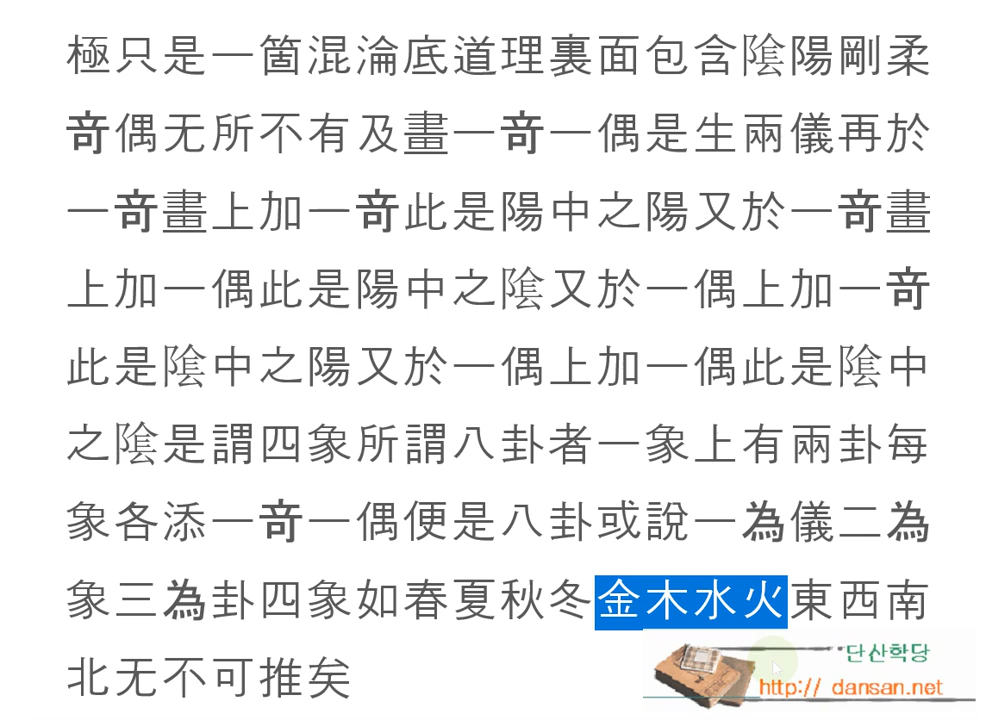 極只是一箇混淪底道理裏面包含陰陽剛柔
竒偶无所不有及畫一竒一偶是生兩儀再於
一竒畫上加一竒此是陽中之陽又於一竒畫
上加一偶此是陽中之陰又於一偶上加一竒
此是陰中之陽又於一偶上加一偶此是陰中
之陰是謂四象所謂八卦者一象上有兩卦每
象各添一竒一偶便是八卦或說一為儀二為
象三為卦四象如春夏秋冬金木水火東西南
北无不可推矣
단산학당
http:// dansan.net